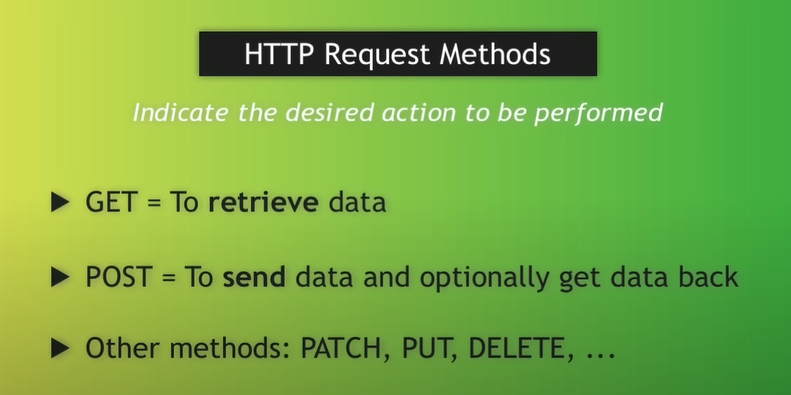 HTTP Request Methods
Indicate the desired action to be performed
► GET = To retrieve data
► POST = To send data and optionally get data back
► Other methods: PATCH, PUT, DELETE, ...